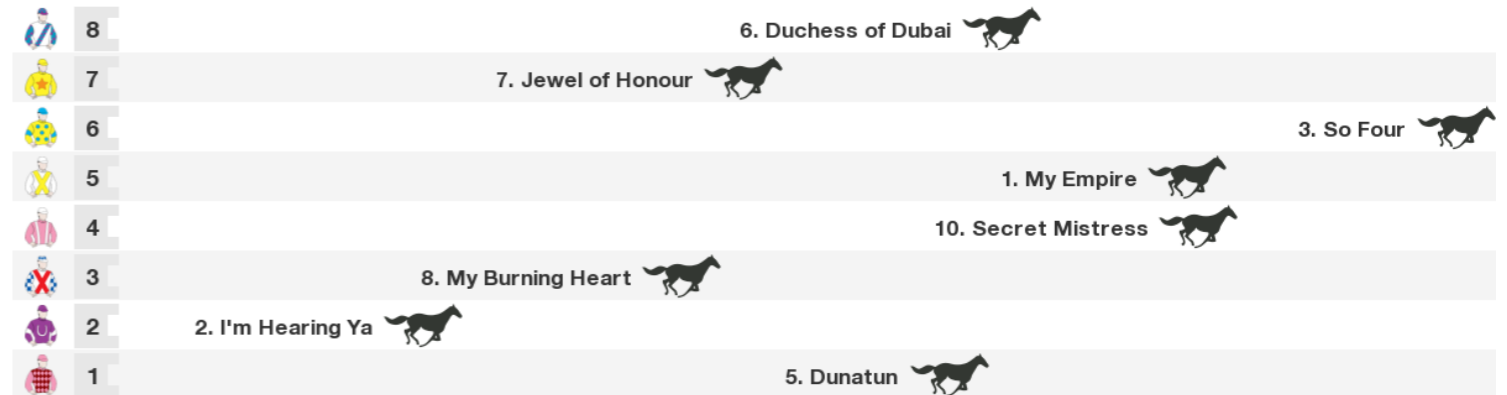 8 6. Duchess of Dubai
7 7. Jewel of Honour
6 3. So Four
5 1. My Empire
4 10. Secret Mistress
3 8. My Burning Heart
2 2. I'm Hearing Ya
1 5. Dunatun